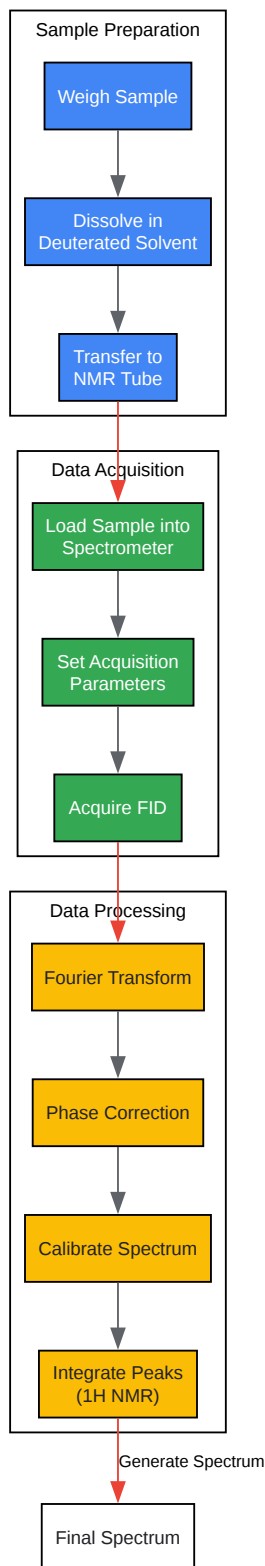 Sample Preparation
Weigh Sample
Dissolve in
Deuterated Solvent
Transfer to
NMR Tube
Data Acquisition
Load Sample into
Spectrometer
Set Acquisition
Parameters
Acquire FID
Data Processing
Fourier Transform
Phase Correction
Calibrate Spectrum
Integrate Peaks
(1H NMR)
Generate Spectrum
Final Spectrum